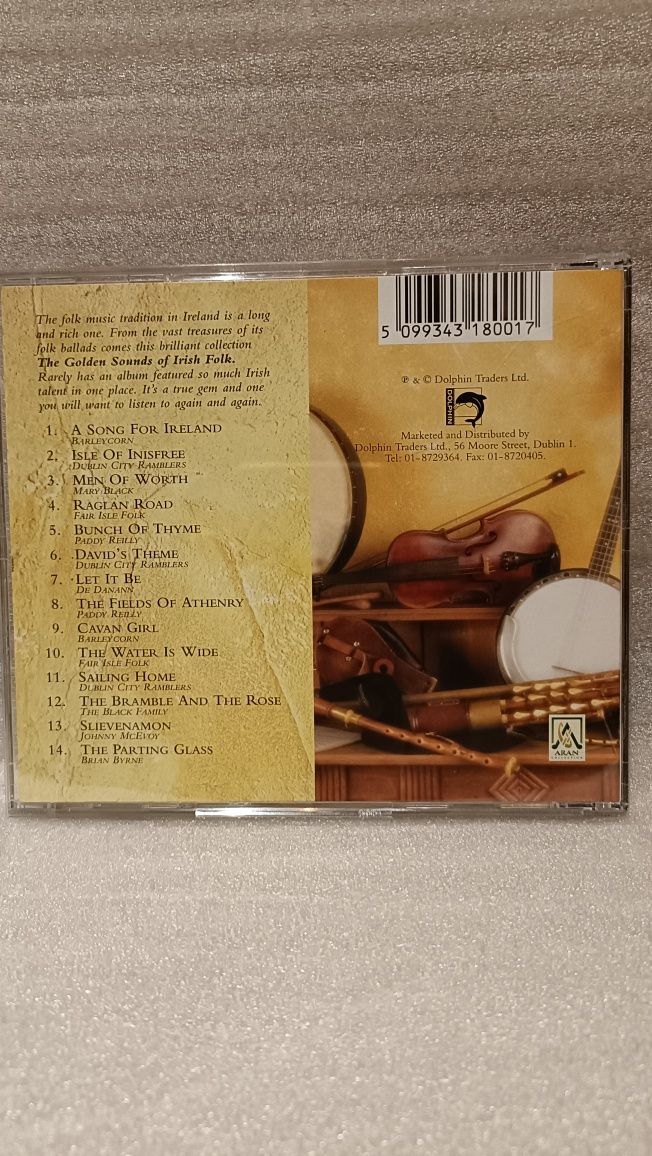 The folk music tradition in Ireland is a long
and rich one. From the vast treasures of its
folk ballads comes this brilliant collection
The Golden Sounds of Irish Folk.
Rarely has an album featured so much Irish
talent in one place. It's a true gem and one
you will want to listen to again and again.
1. A Song For Ireland
Barleycorn
2. Isle Of Inisfree
Dublin City Ramblers
3. Men Of Worth
Mary Black
4. Raglan Road
Fair Isle Folk
5. Bunch Of Thyme
Paddy Reilly
6. David's Theme
Dublin City Ramblers
7. Let It Be
De Danann
8. The Fields Of Athenry
Paddy Reilly
9. Cavan Girl
Barleycorn
10. The Water Is Wide
Fair Isle Folk
11. Sailing Home
Dublin City Ramblers
12. The Bramble And The Rose
The Black Family
13. Slievenamon
Johnny McEvoy
14. The Parting Glass
Brian Byrne
5 099343 180017
℗ & © Dolphin Traders Ltd.
DOLPHIN
Marketed and Distributed by
Dolphin Traders Ltd., 56 Moore Street, Dublin 1.
Tel: 01-8729364. Fax: 01-8720405.
ARAN
COLLECTION